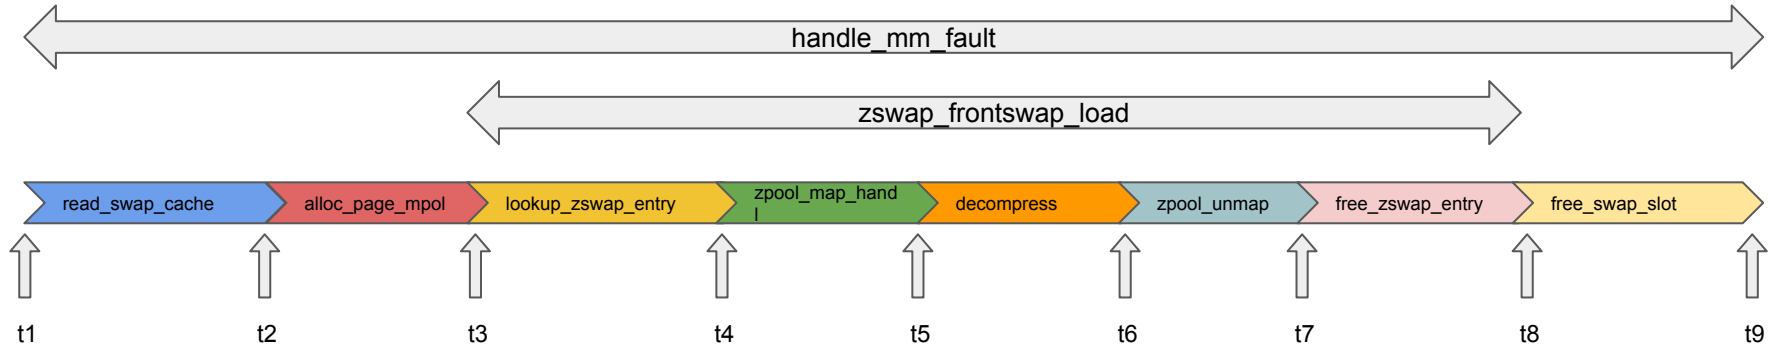 handle_mm_fault
zswap_frontswap_load
read_swap_cache
alloc_page_mpol
lookup_zswap_entry
zpool_map_hand
l
decompress
zpool_unmap
free_zswap_entry
free_swap_slot
t1
t2
t3
t4
t5
t6
t7
t8
t9